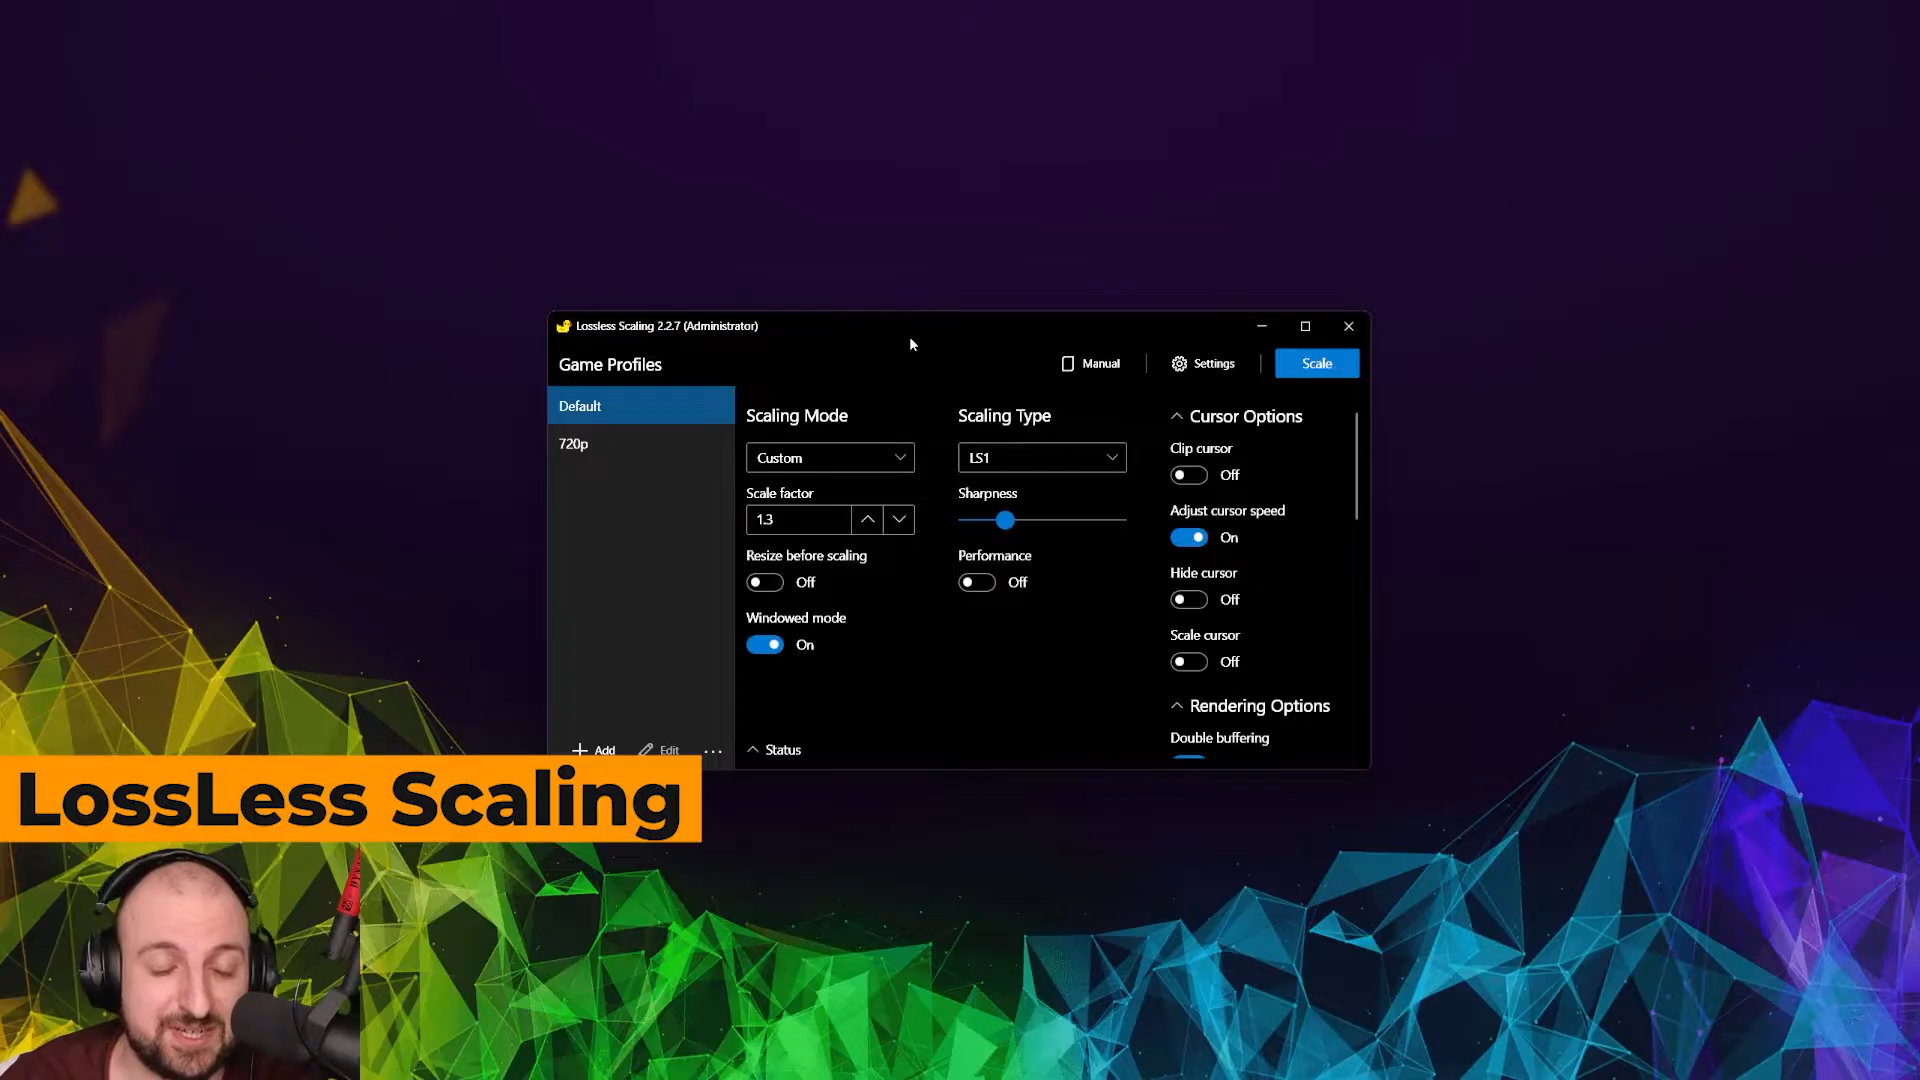 Lossless Scaling 2.2.7 (Administrator)
Game Profiles
Manual
Settings
Scale
Default
720p
Add
Edit
...
Scaling Mode
Custom
Scale factor
1.3
Resize before scaling
Off
Windowed mode
On
Status
Scaling Type
LS1
Sharpness
Performance
Off
Cursor Options
Clip cursor
Off
Adjust cursor speed
On
Hide cursor
Off
Scale cursor
Off
Rendering Options
Double buffering
LossLess Scaling